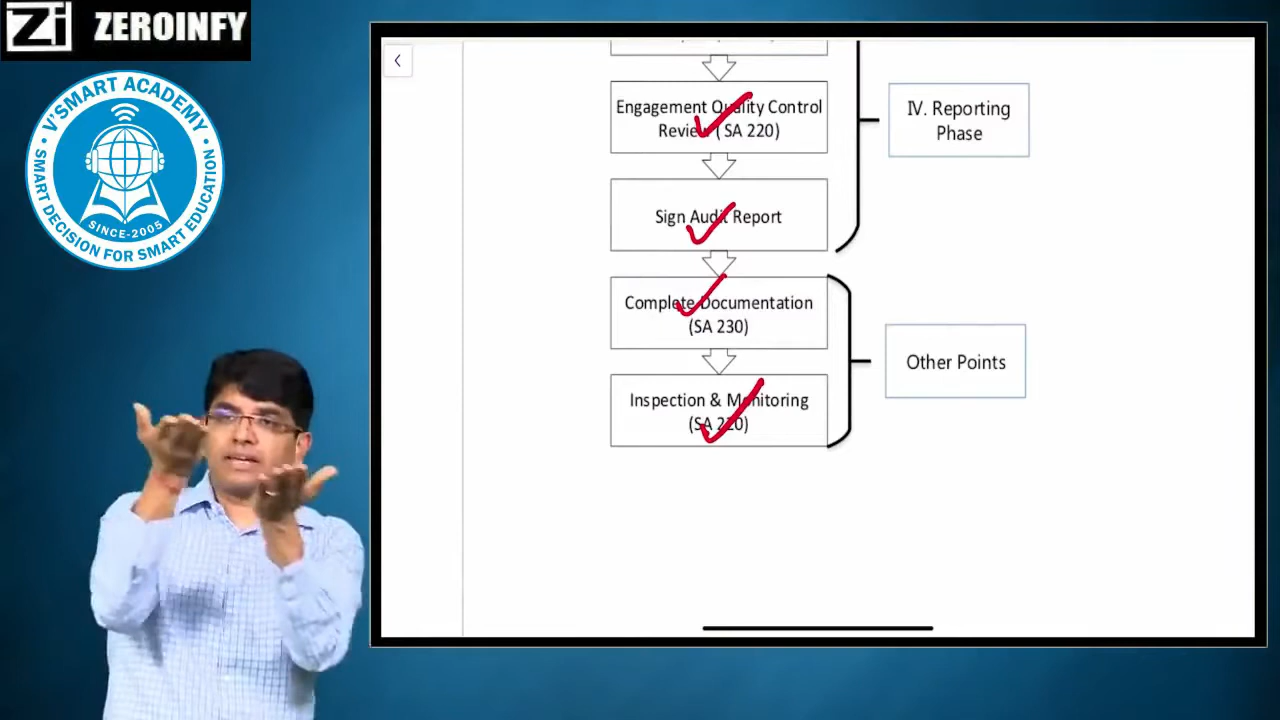 Zi ZEROINFY
V'SMART ACADEMY
SINCE-2005
SMART DECISION FOR SMART EDUCATION
Engagement Quality Control
Review ( SA 220)
IV. Reporting
Phase
Sign Audit Report
Complete Documentation
(SA 230)
Other Points
Inspection & Monitoring
(SA 220)